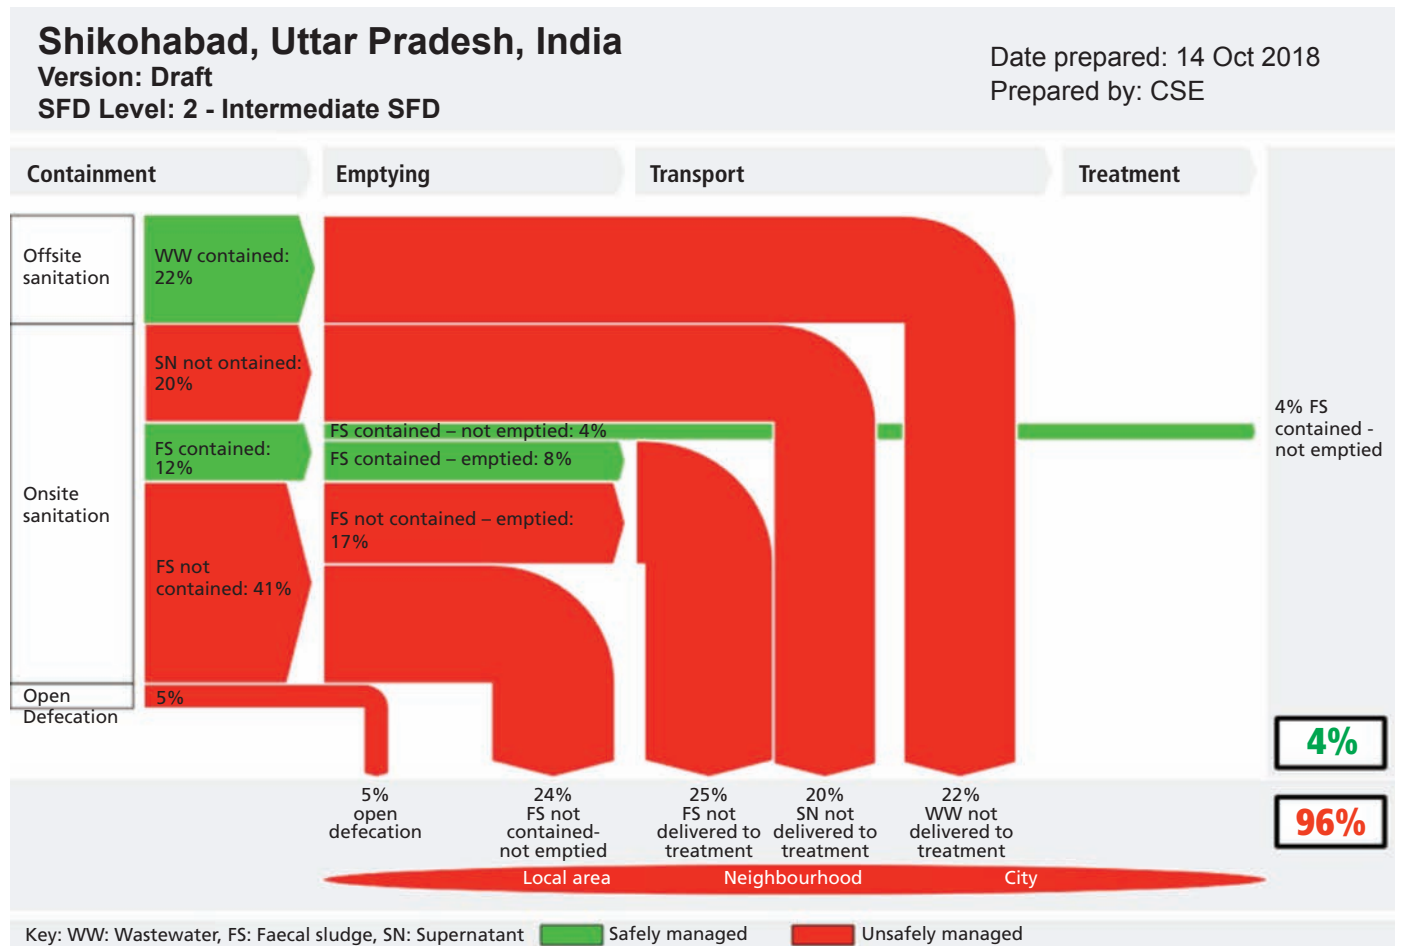 Shikohabad, Uttar Pradesh, India
Version: Draft
SFD Level: 2 - Intermediate SFD
Date prepared: 14 Oct 2018
Prepared by: CSE
Containment
Emptying
Transport
Treatment
Offsite
sanitation
WW contained:
22%
SN not ontained:
20%
FS contained – not emptied: 4%
4% FS
contained -
not emptied
FS contained:
12%
FS contained – emptied: 8%
Onsite
sanitation
FS not contained – emptied:
17%
FS not
contained: 41%
Open
Defecation
5%
4%
5%
open
defecation
24%
FS not
contained-
not emptied
25%
FS not
delivered to
treatment
20%
SN not
delivered to
treatment
22%
WW not
delivered to
treatment
96%
Local area
Neighbourhood
City
Key: WW: Wastewater, FS: Faecal sludge, SN: Supernatant
Safely managed
Unsafely managed